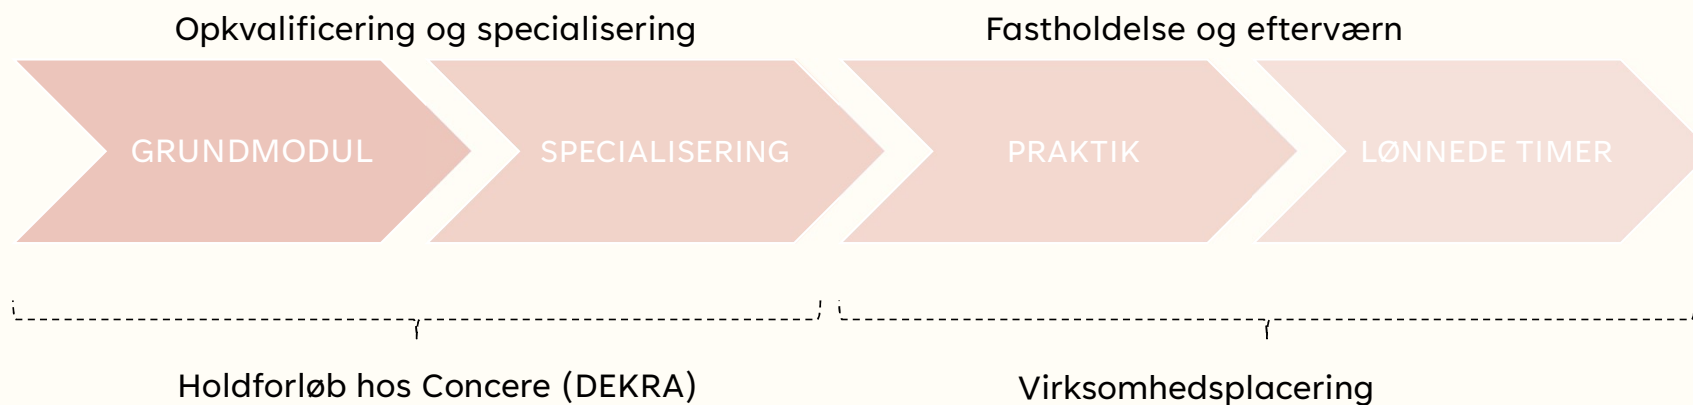 Opkvalificering og specialisering
Fastholdelse og efterværn
GRUNDMODUL
SPECIALISERING
PRAKTIK
LØNNEDE TIMER
Holdforløb hos Concere (DEKRA)
Virksomhedsplacering